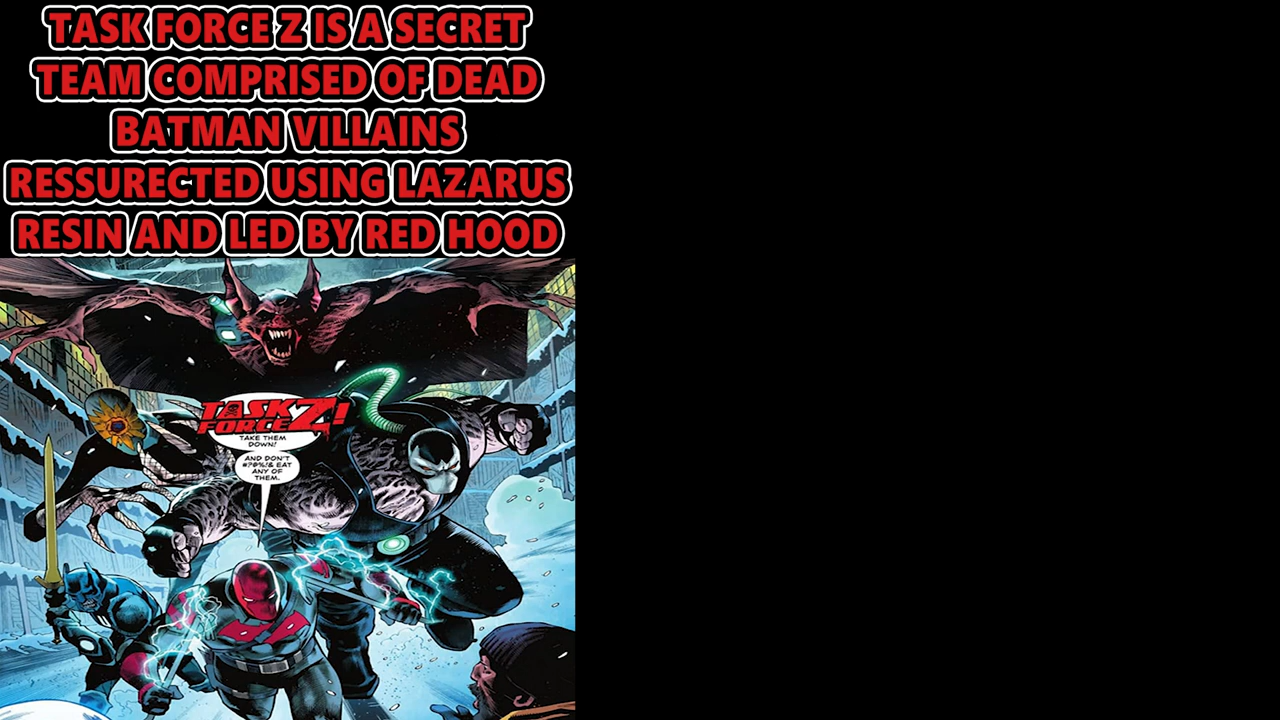 TASK FORCE Z IS A SECRET
TEAM COMPRISED OF DEAD
BATMAN VILLAINS
RESSURECTED USING LAZARUS
RESIN AND LED BY RED HOOD
TASK
FORCE Z!
TAKE THEM
DOWN!
AND DON'T
#?@%!& EAT
ANY OF
THEM.